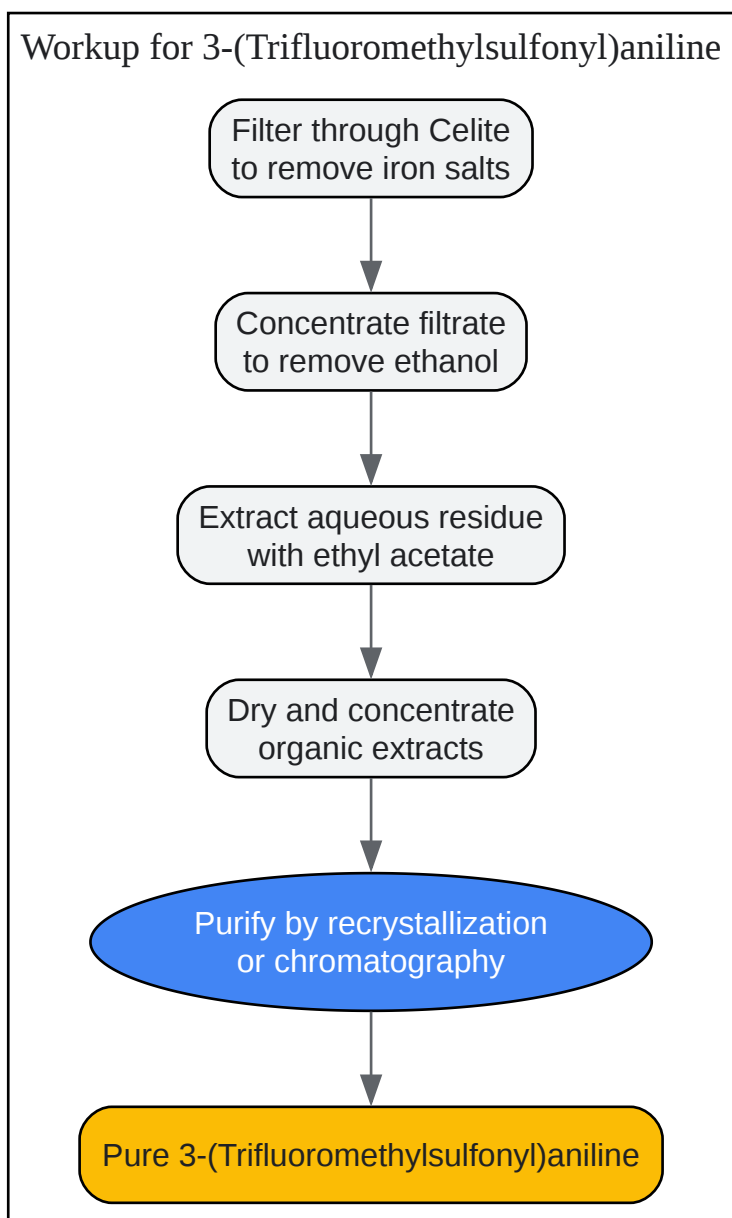 Workup for 3-(Trifluoromethylsulfonyl)aniline
Filter through Celite
to remove iron salts
Concentrate filtrate
to remove ethanol
Extract aqueous residue
with ethyl acetate
Dry and concentrate
organic extracts
Purify by recrystallization
or chromatography
Pure 3-(Trifluoromethylsulfonyl)aniline